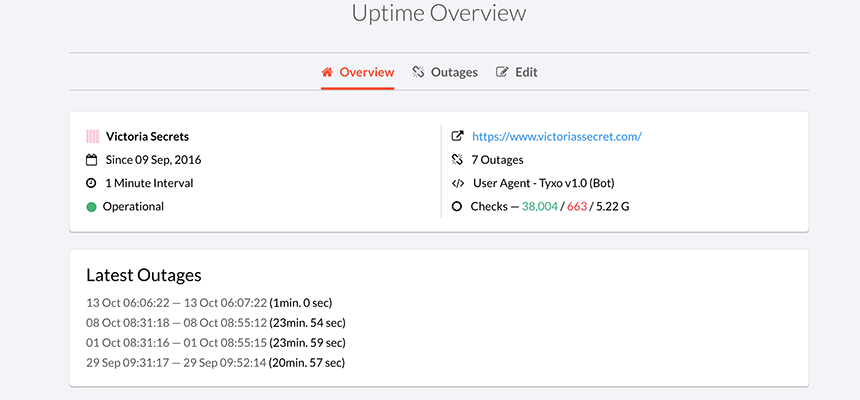 Uptime Overview
Overview Outages Edit
Victoria Secrets
Since 09 Sep, 2016
1 Minute Interval
Operational
https://www.victoriassecret.com/
7 Outages
User Agent - Tyxo v1.0 (Bot)
Checks — 38,004 / 663 / 5.22 G
Latest Outages
13 Oct 06:06:22 — 13 Oct 06:07:22 (1min. 0 sec)
08 Oct 08:31:18 — 08 Oct 08:55:12 (23min. 54 sec)
01 Oct 08:31:16 — 01 Oct 08:55:15 (23min. 59 sec)
29 Sep 09:31:17 — 29 Sep 09:52:14 (20min. 57 sec)